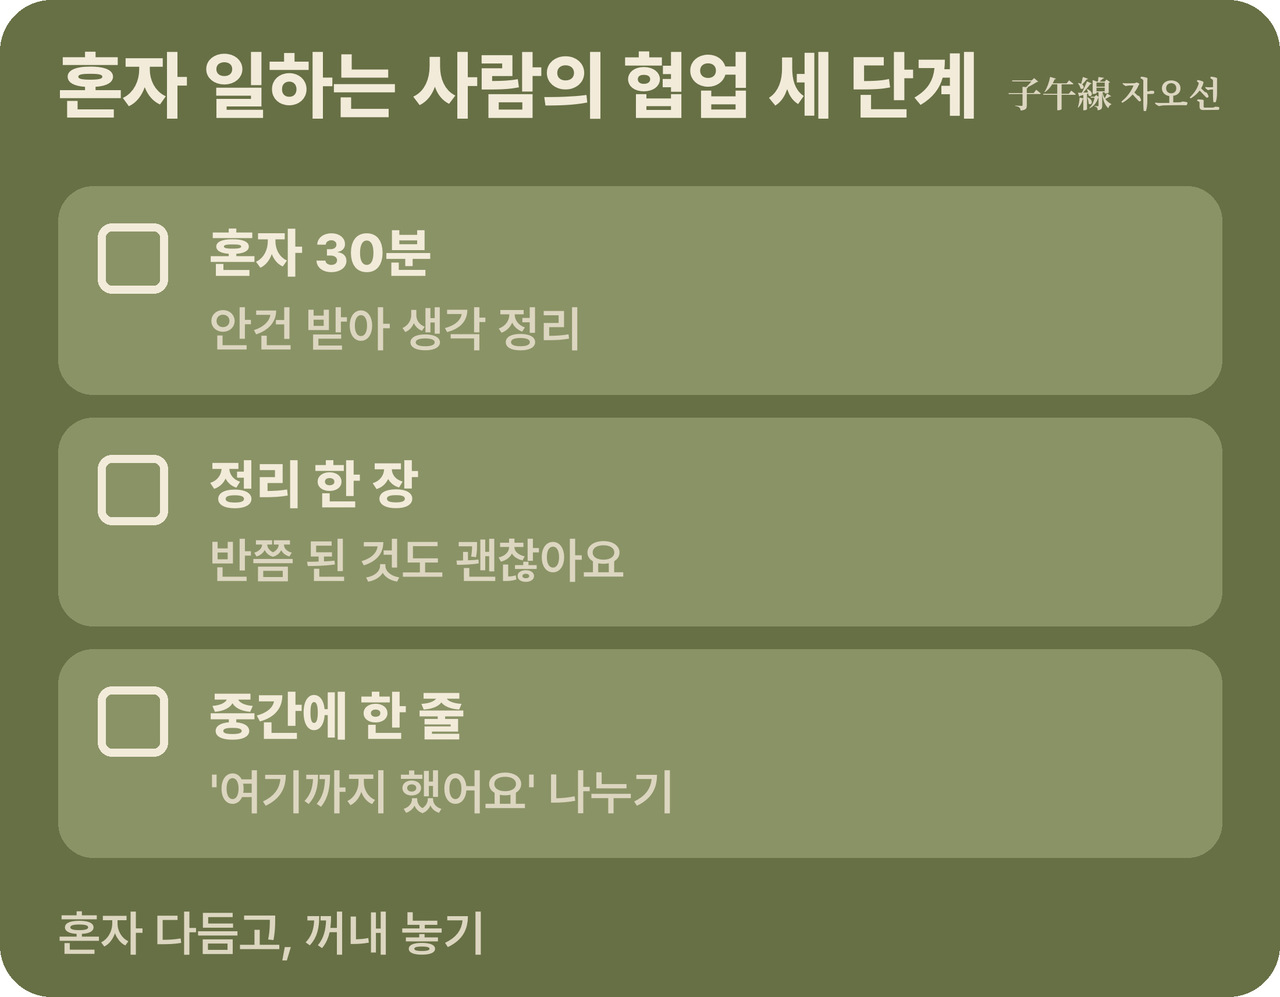 혼자 일하는 사람의 협업 세 단계 子午線 자오선
혼자 30분
안건 받아 생각 정리
정리 한 장
반쯤 된 것도 괜찮아요
중간에 한 줄
'여기까지 했어요' 나누기
혼자 다듬고, 꺼내 놓기